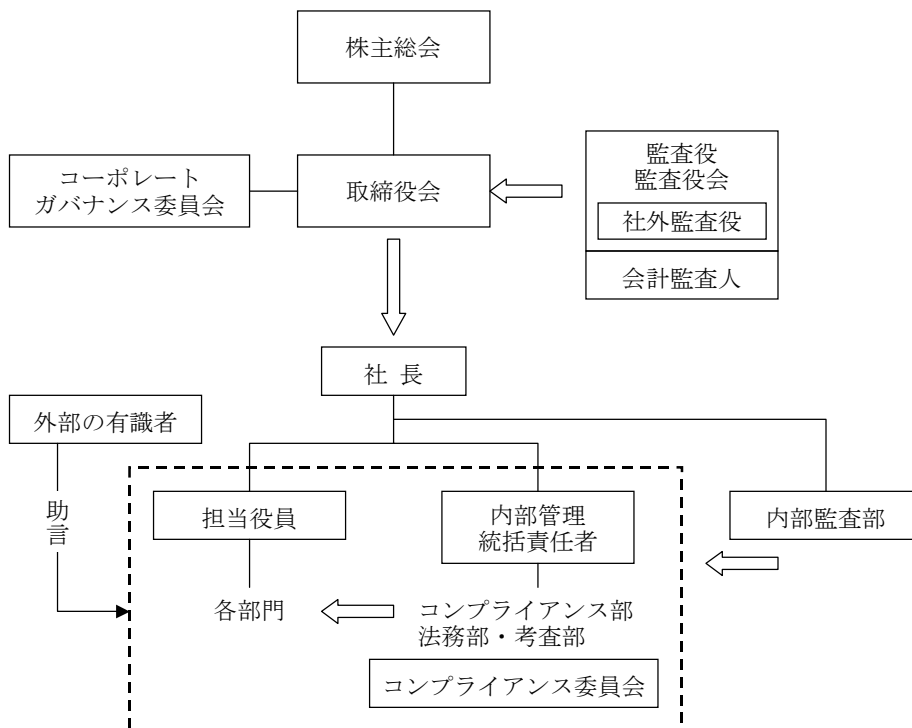 株主総会
コーポレート
ガバナンス委員会
取締役会
監査役
監査役会
社外監査役
会計監査人
社 長
外部の有識者
助言
担当役員
内部管理
統括責任者
内部監査部
各部門
コンプライアンス部
法務部・考査部
コンプライアンス委員会